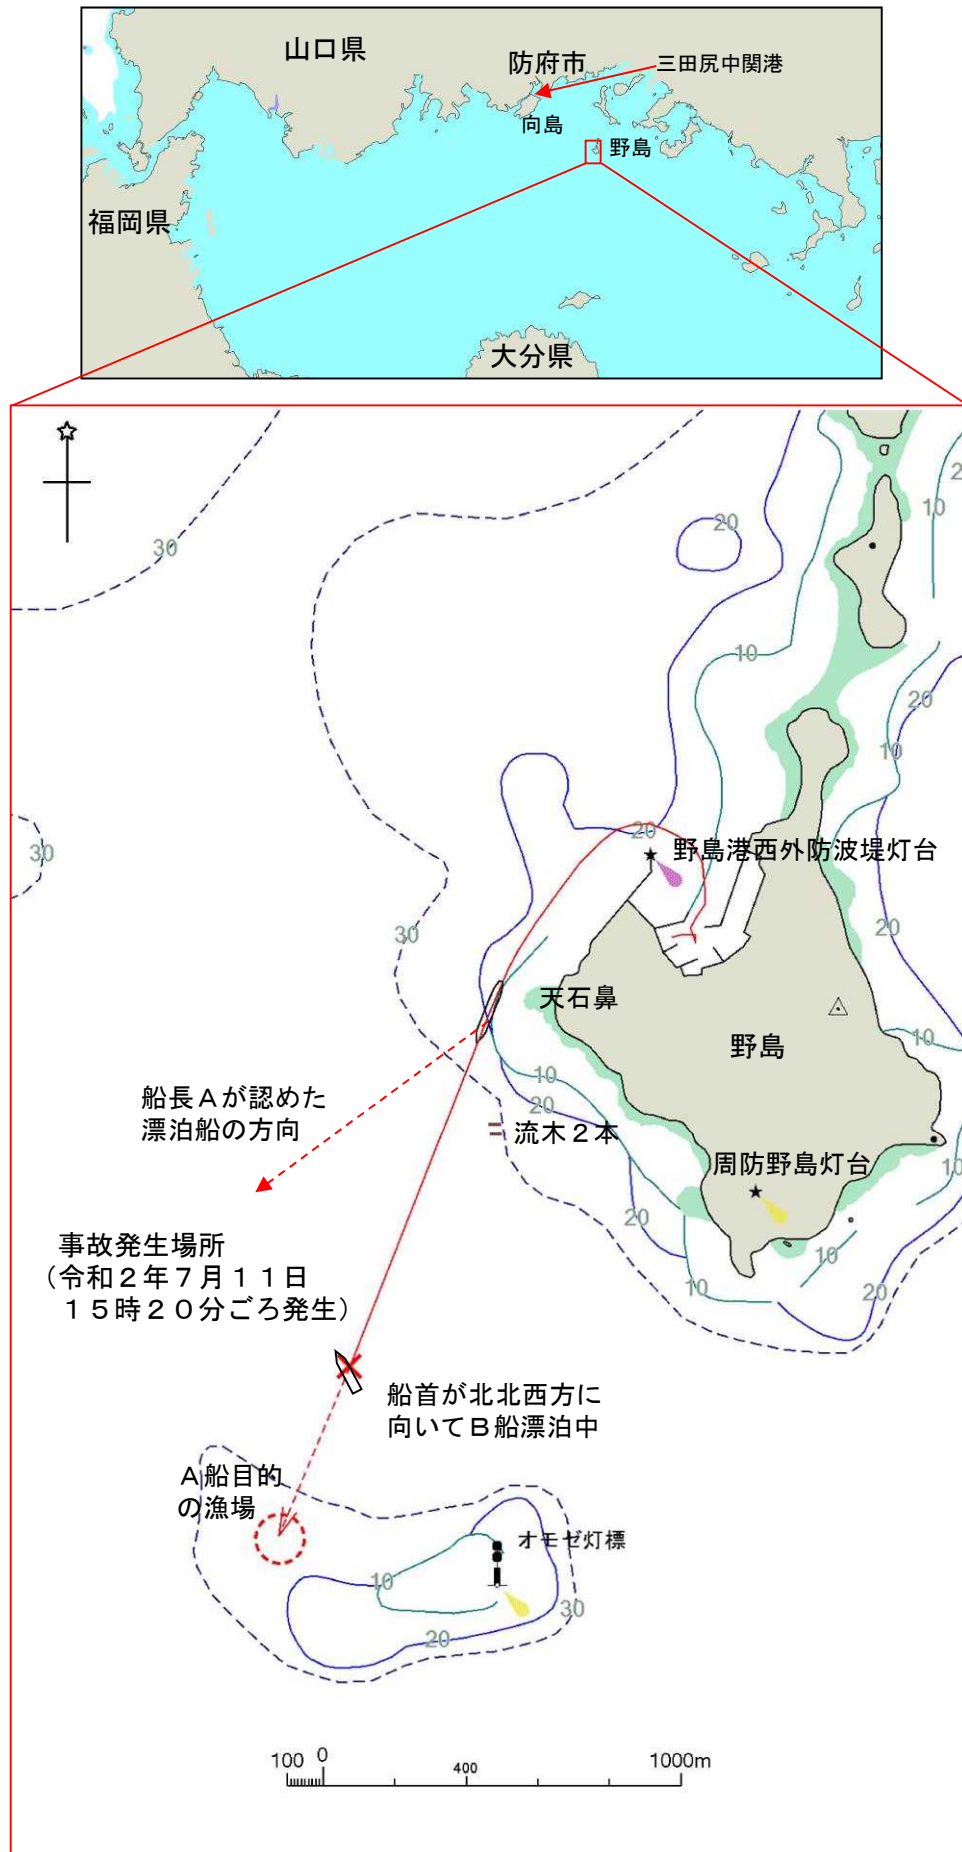 山口県
防府市
三田尻中関港
向島
野島
福岡県
大分県
30
20
10
2
10
20
10
30
20
野島港西外防波堤灯台
30
20
天石鼻
野島
10
10
20
船長Ａが認めた
漂泊船の方向
流木２本
周防野島灯台
10
20
10
10
20
事故発生場所
（令和２年７月１１日
１５時２０分ごろ発生）
船首が北北西方に
向いてＢ船漂泊中
Ａ船目的
の漁場
オモゼ灯標
10
30
20
100 0 400 1000m